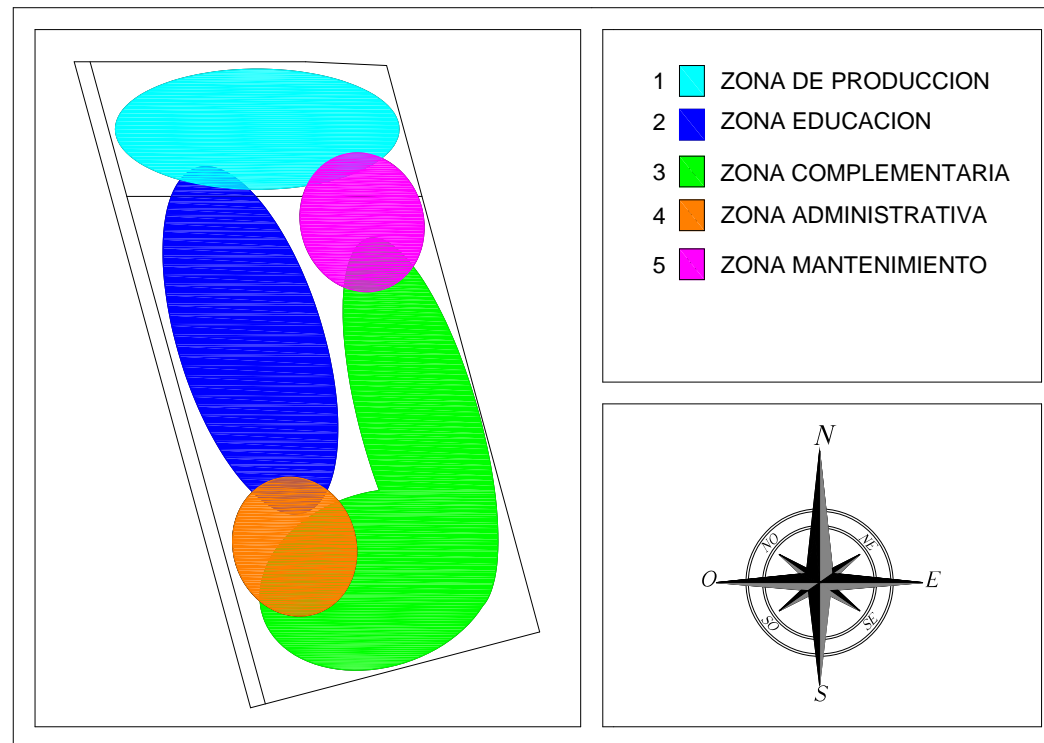 1 ZONA DE PRODUCCION
2 ZONA EDUCACION
3 ZONA COMPLEMENTARIA
4 ZONA ADMINISTRATIVA
5 ZONA MANTENIMIENTO
N
NO NE
O E
SO SE
S